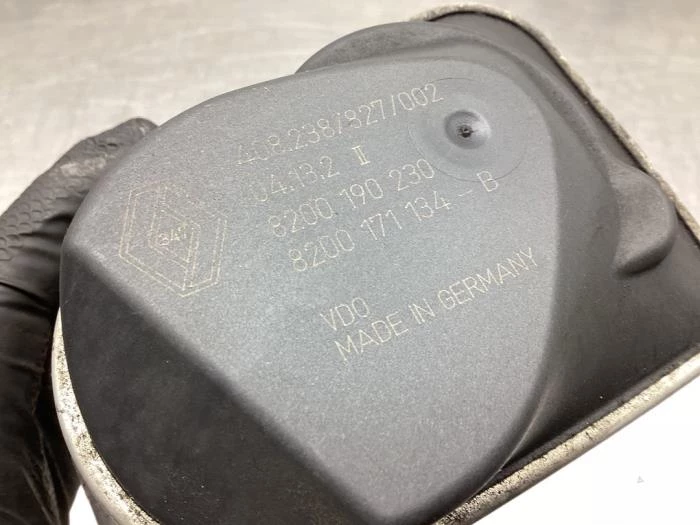 408.238/827/002
04.13.2 II
8200 190 230
8200 171 134 - B
VDO
MADE IN GERMANY